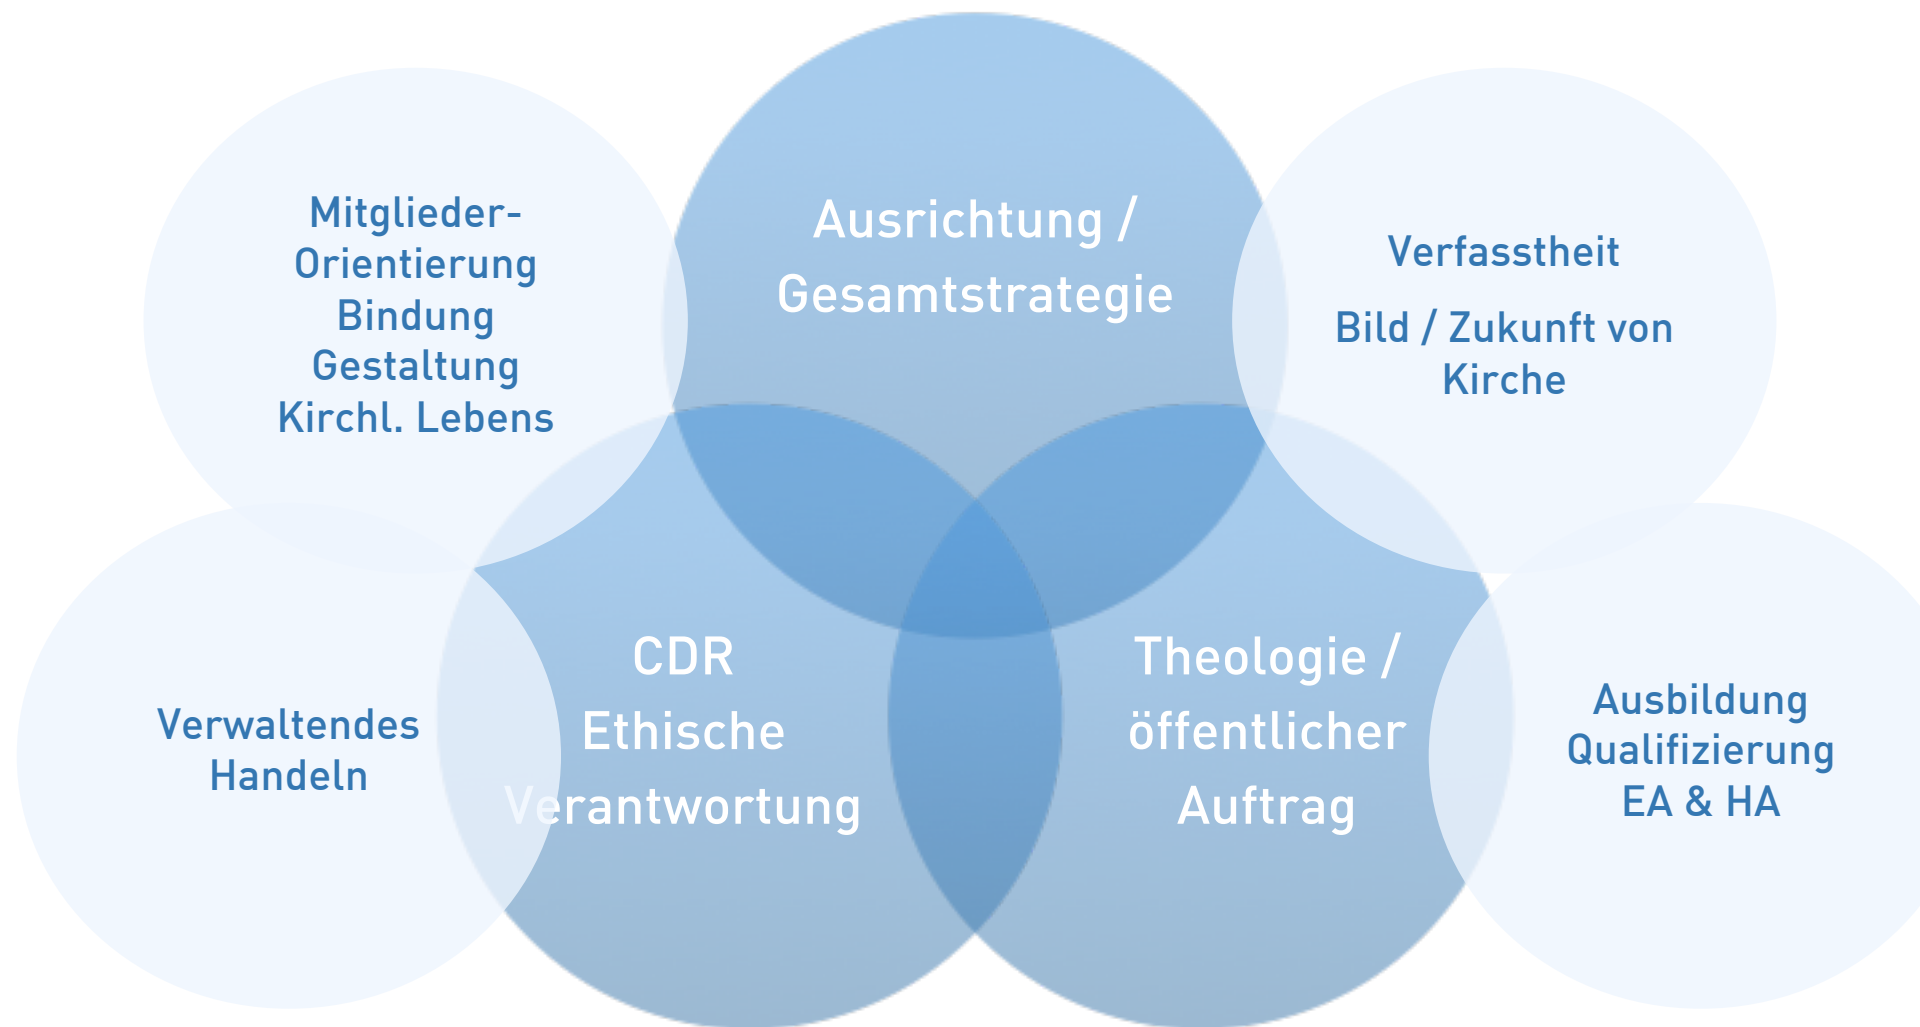 Mitglieder-
Orientierung
Bindung
Gestaltung
Kirchl. Lebens
Ausrichtung /
Gesamtstrategie
Verfasstheit
Bild / Zukunft von
Kirche
Verwaltendes
Handeln
CDR
Ethische
Verantwortung
Theologie /
öffentlicher
Auftrag
Ausbildung
Qualifizierung
EA & HA